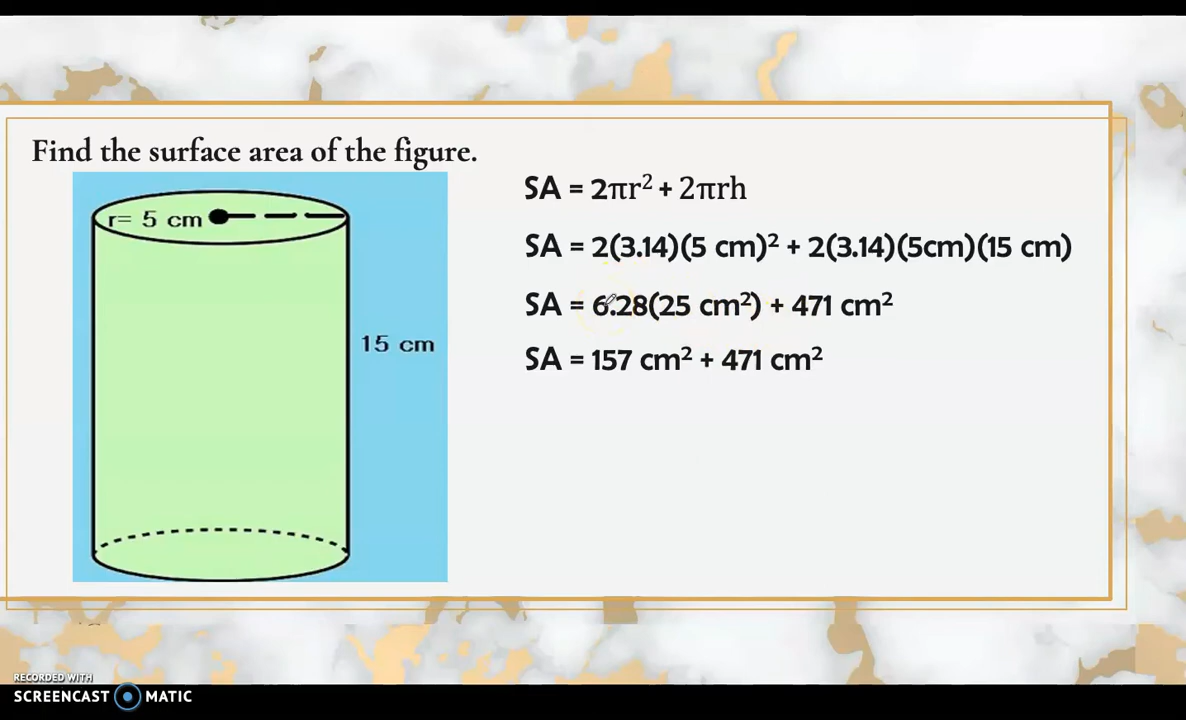 Find the surface area of the figure.
r= 5 cm
15 cm
SA = 2πr² + 2πrh
SA = 2(3.14)(5 cm)² + 2(3.14)(5cm)(15 cm)
SA = 6.28(25 cm²) + 471 cm²
SA = 157 cm² + 471 cm²
RECORDED WITH
SCREENCAST MATIC